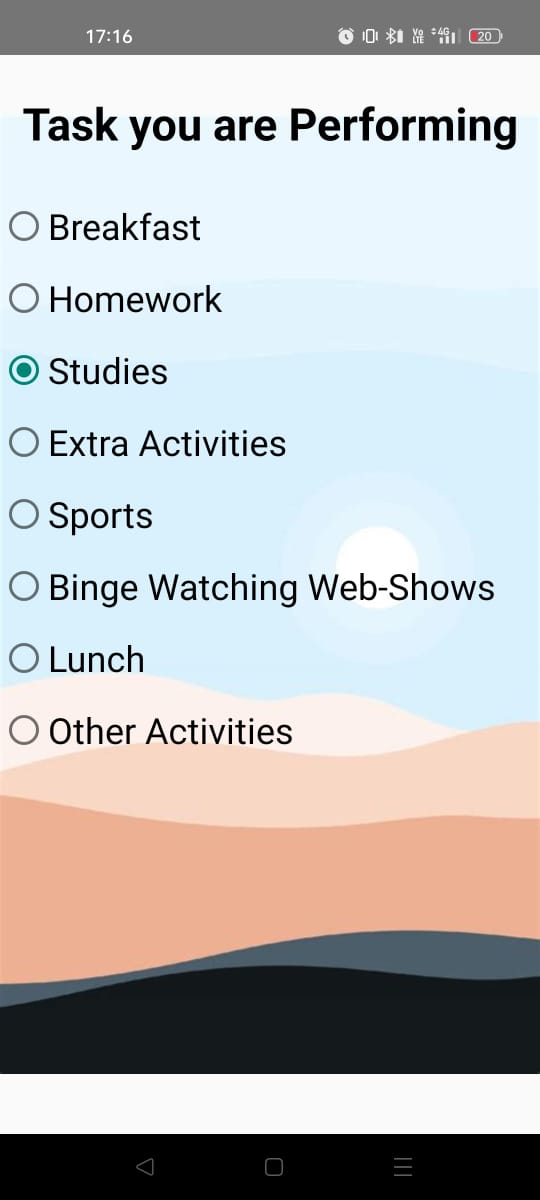 17:16
Vo LTE 4G 20
Task you are Performing
Breakfast
Homework
Studies
Extra Activities
Sports
Binge Watching Web-Shows
Lunch
Other Activities